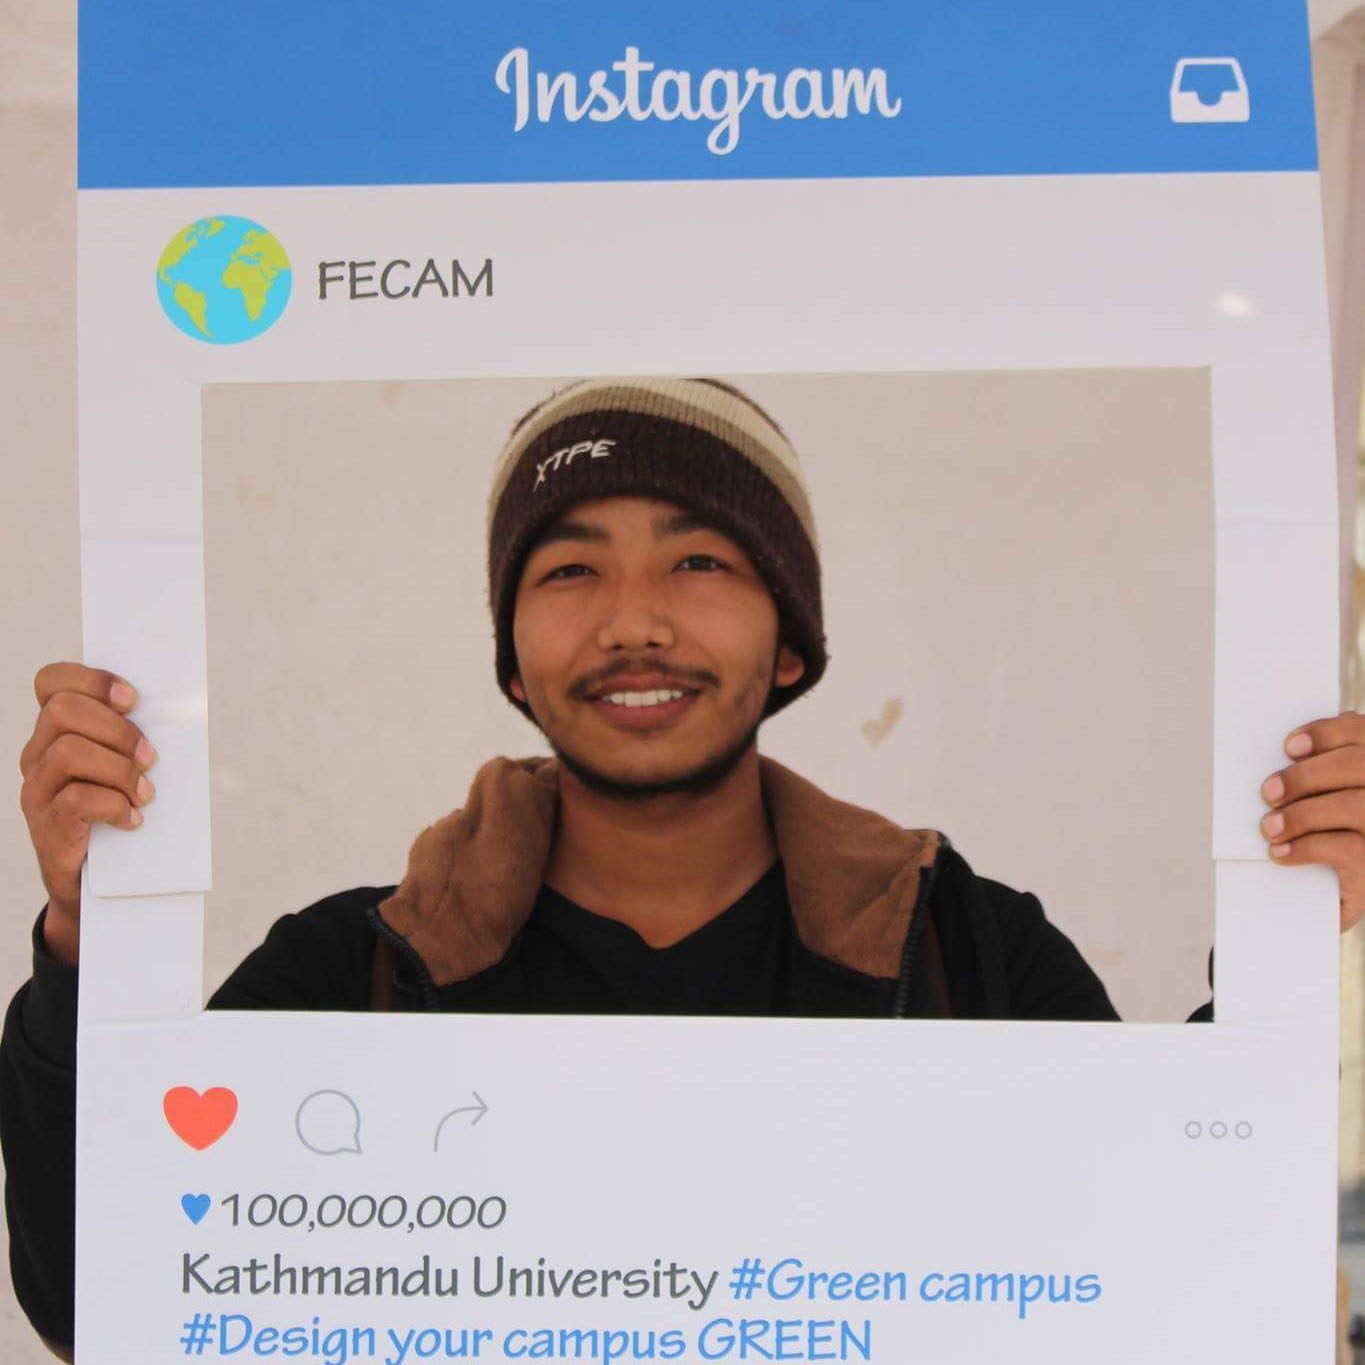 Instagram
FECAM
XTPE
100,000,000
Kathmandu University #Green campus
#Design your campus GREEN